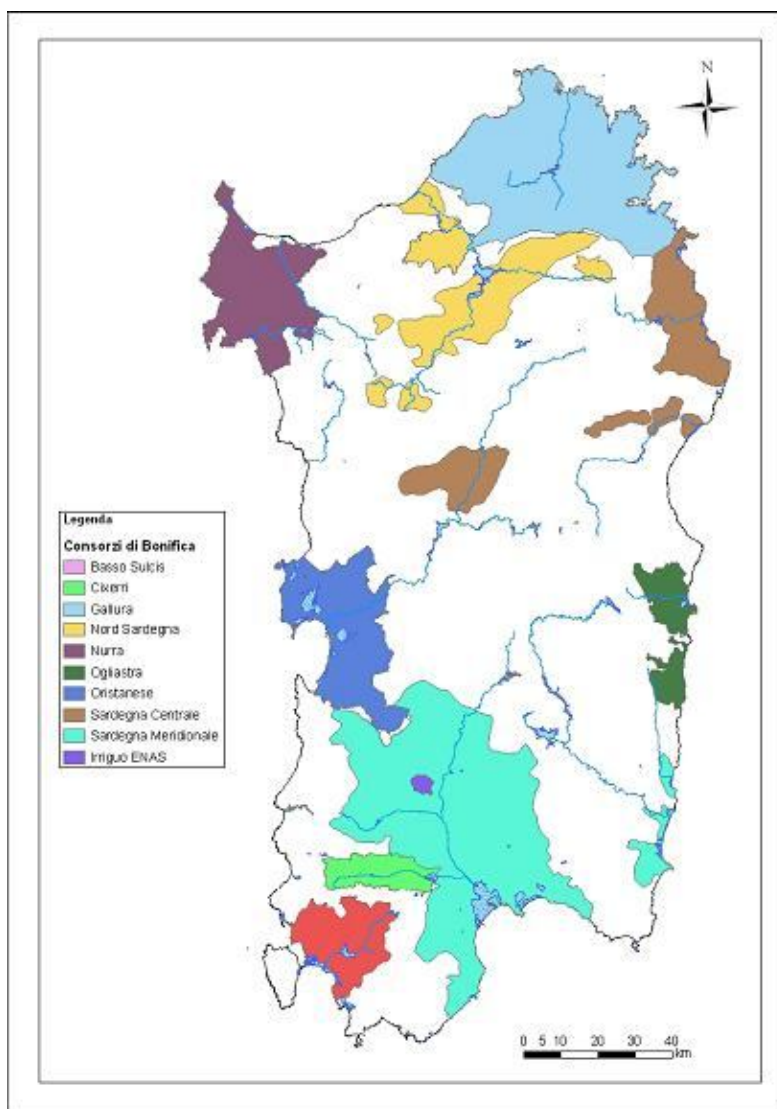 N
Legenda
Consorzi di Bonifica
Basso Sulcis
Cixerri
Gallura
Nord Sardegna
Nurra
Ogliastra
Oristanese
Sardegna Centrale
Sardegna Meridionale
Irriguo ENAS
0 5 10 20 30 40
km